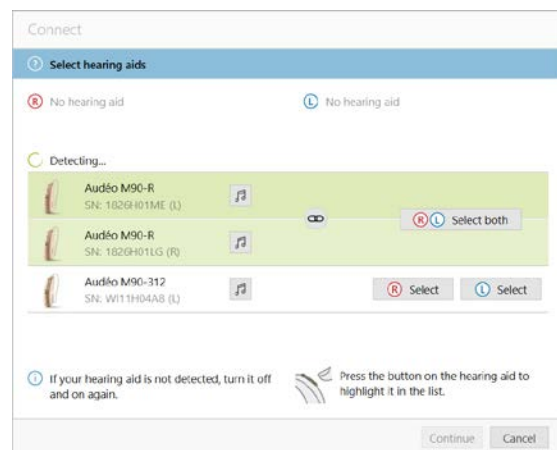 Connect
? Select hearing aids
R No hearing aid
L No hearing aid
Detecting...
Audéo M90-R
SN: 1826H01ME (L)
Audéo M90-R
SN: 1826H01LG (R)
R L Select both
Audéo M90-312
SN: WI11H04A8 (L)
R Select
L Select
i If your hearing aid is not detected, turn it off
and on again.
Press the button on the hearing aid to
highlight it in the list.
Continue
Cancel